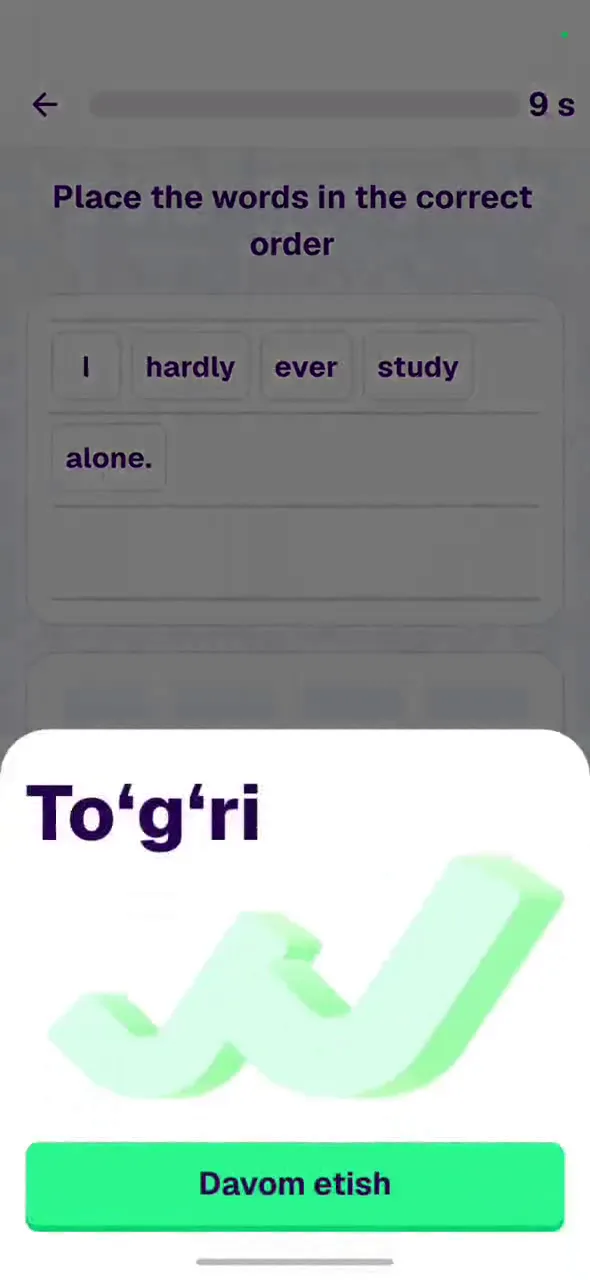 9 s
Place the words in the correct
order
I hardly ever study
alone.
To‘g‘ri
Davom etish